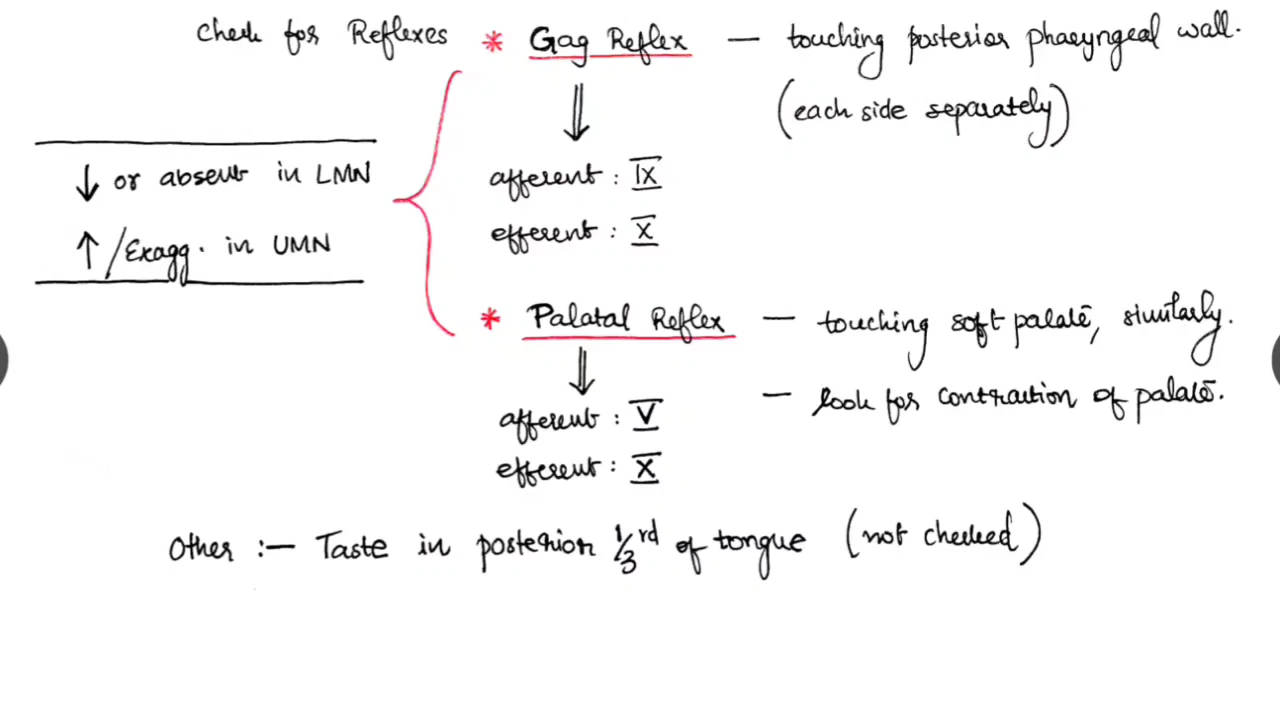 Check for Reflexes * Gag Reflex — touching posterior pharyngeal wall.
(each side separately)
⇓
afferent : IX
efferent : X
↓ or absent in LMN
↑ / Exagg. in UMN
* Palatal Reflex — touching soft palate, similarly.
⇓
— look for contraction of palate.
afferent : V
efferent : X
Other :— Taste in posterior 1/3rd of tongue (not checked)